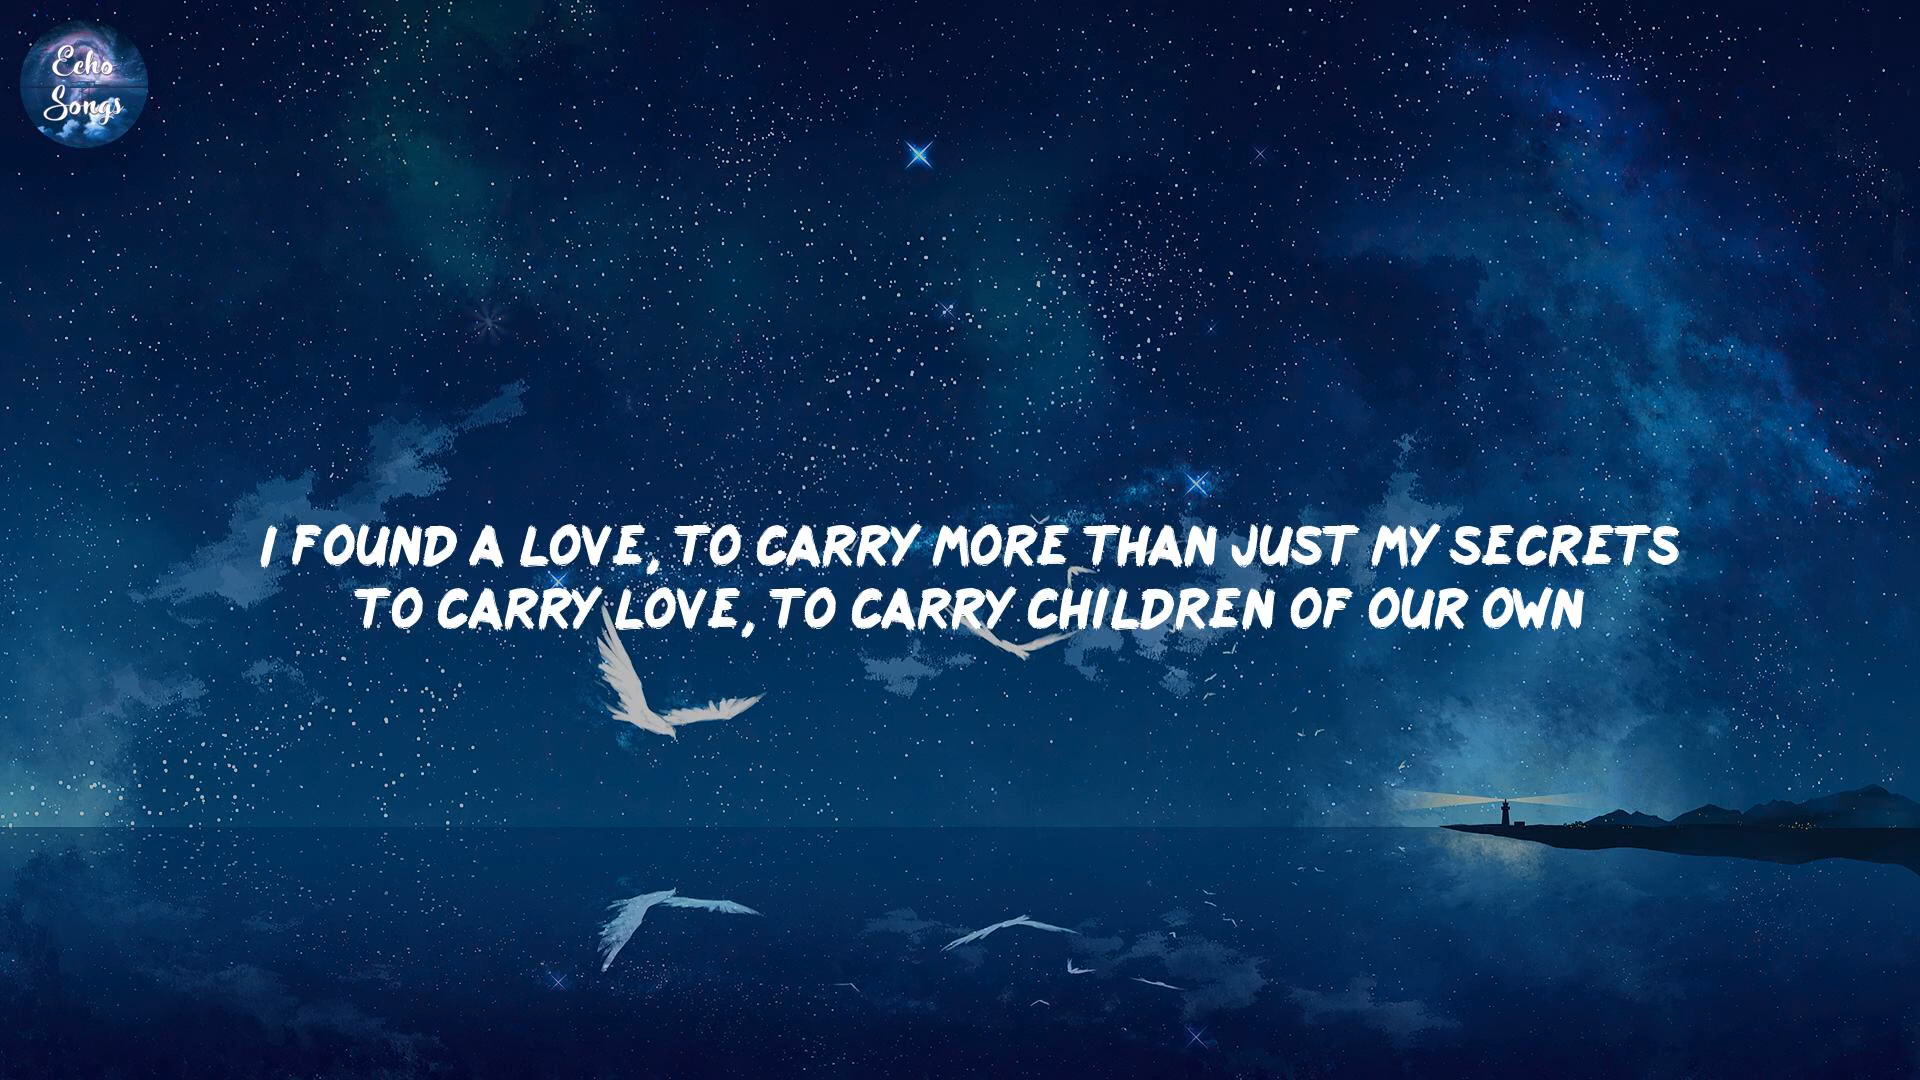 Echo
Songs
I FOUND A LOVE, TO CARRY MORE THAN JUST MY SECRETS
TO CARRY LOVE, TO CARRY CHILDREN OF OUR OWN